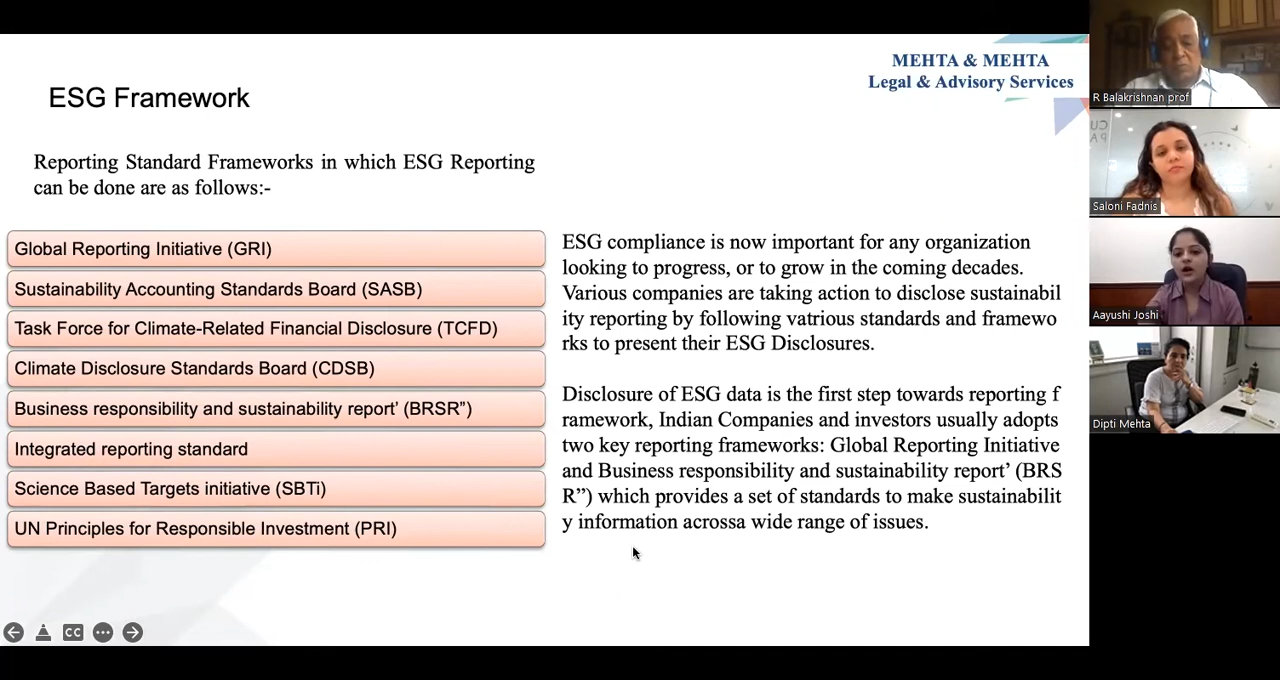 MEHTA & MEHTA
Legal & Advisory Services
ESG Framework
Reporting Standard Frameworks in which ESG Reporting
can be done are as follows:-
Global Reporting Initiative (GRI)
Sustainability Accounting Standards Board (SASB)
Task Force for Climate-Related Financial Disclosure (TCFD)
Climate Disclosure Standards Board (CDSB)
Business responsibility and sustainability report’ (BRSR”)
Integrated reporting standard
Science Based Targets initiative (SBTi)
UN Principles for Responsible Investment (PRI)
ESG compliance is now important for any organization
looking to progress, or to grow in the coming decades.
Various companies are taking action to disclose sustainabil
ity reporting by following vatrious standards and framewo
rks to present their ESG Disclosures.
Disclosure of ESG data is the first step towards reporting f
ramework, Indian Companies and investors usually adopts
two key reporting frameworks: Global Reporting Initiative
and Business responsibility and sustainability report’ (BRS
R”) which provides a set of standards to make sustainabilit
y information acrossa wide range of issues.
CC
R Balakrishnan prof
Saloni Fadnis
Aayushi Joshi
Dipti Mehta